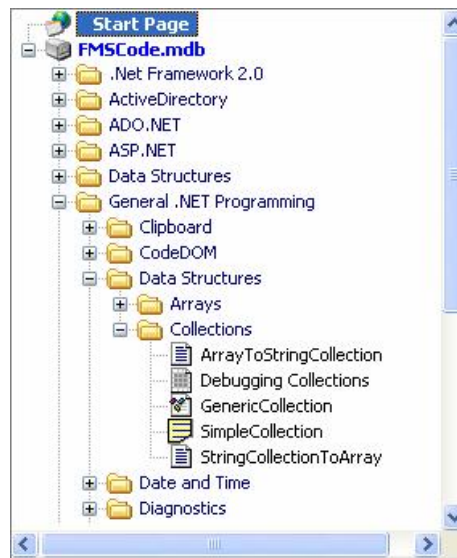 Start Page
FMSCode.mdb
.Net Framework 2.0
ActiveDirectory
ADO.NET
ASP.NET
Data Structures
General .NET Programming
Clipboard
CodeDOM
Data Structures
Arrays
Collections
ArrayToStringCollection
Debugging Collections
GenericCollection
SimpleCollection
StringCollectionToArray
Date and Time
Diagnostics